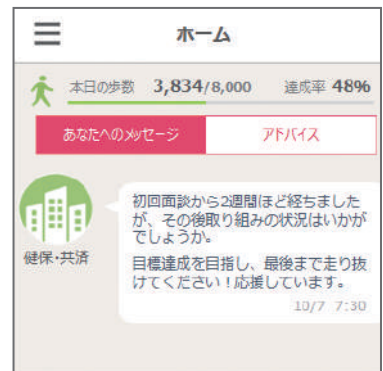 ホーム
本日の歩数 3,834/8,000 達成率 48%
あなたへのメッセージ アドバイス
初回面談から2週間ほど経ちました
が、その後取り組みの状況はいかが
でしょうか。
目標達成を目指し、最後まで走り抜
けてください！応援しています。
健保・共済
10/7 7:30